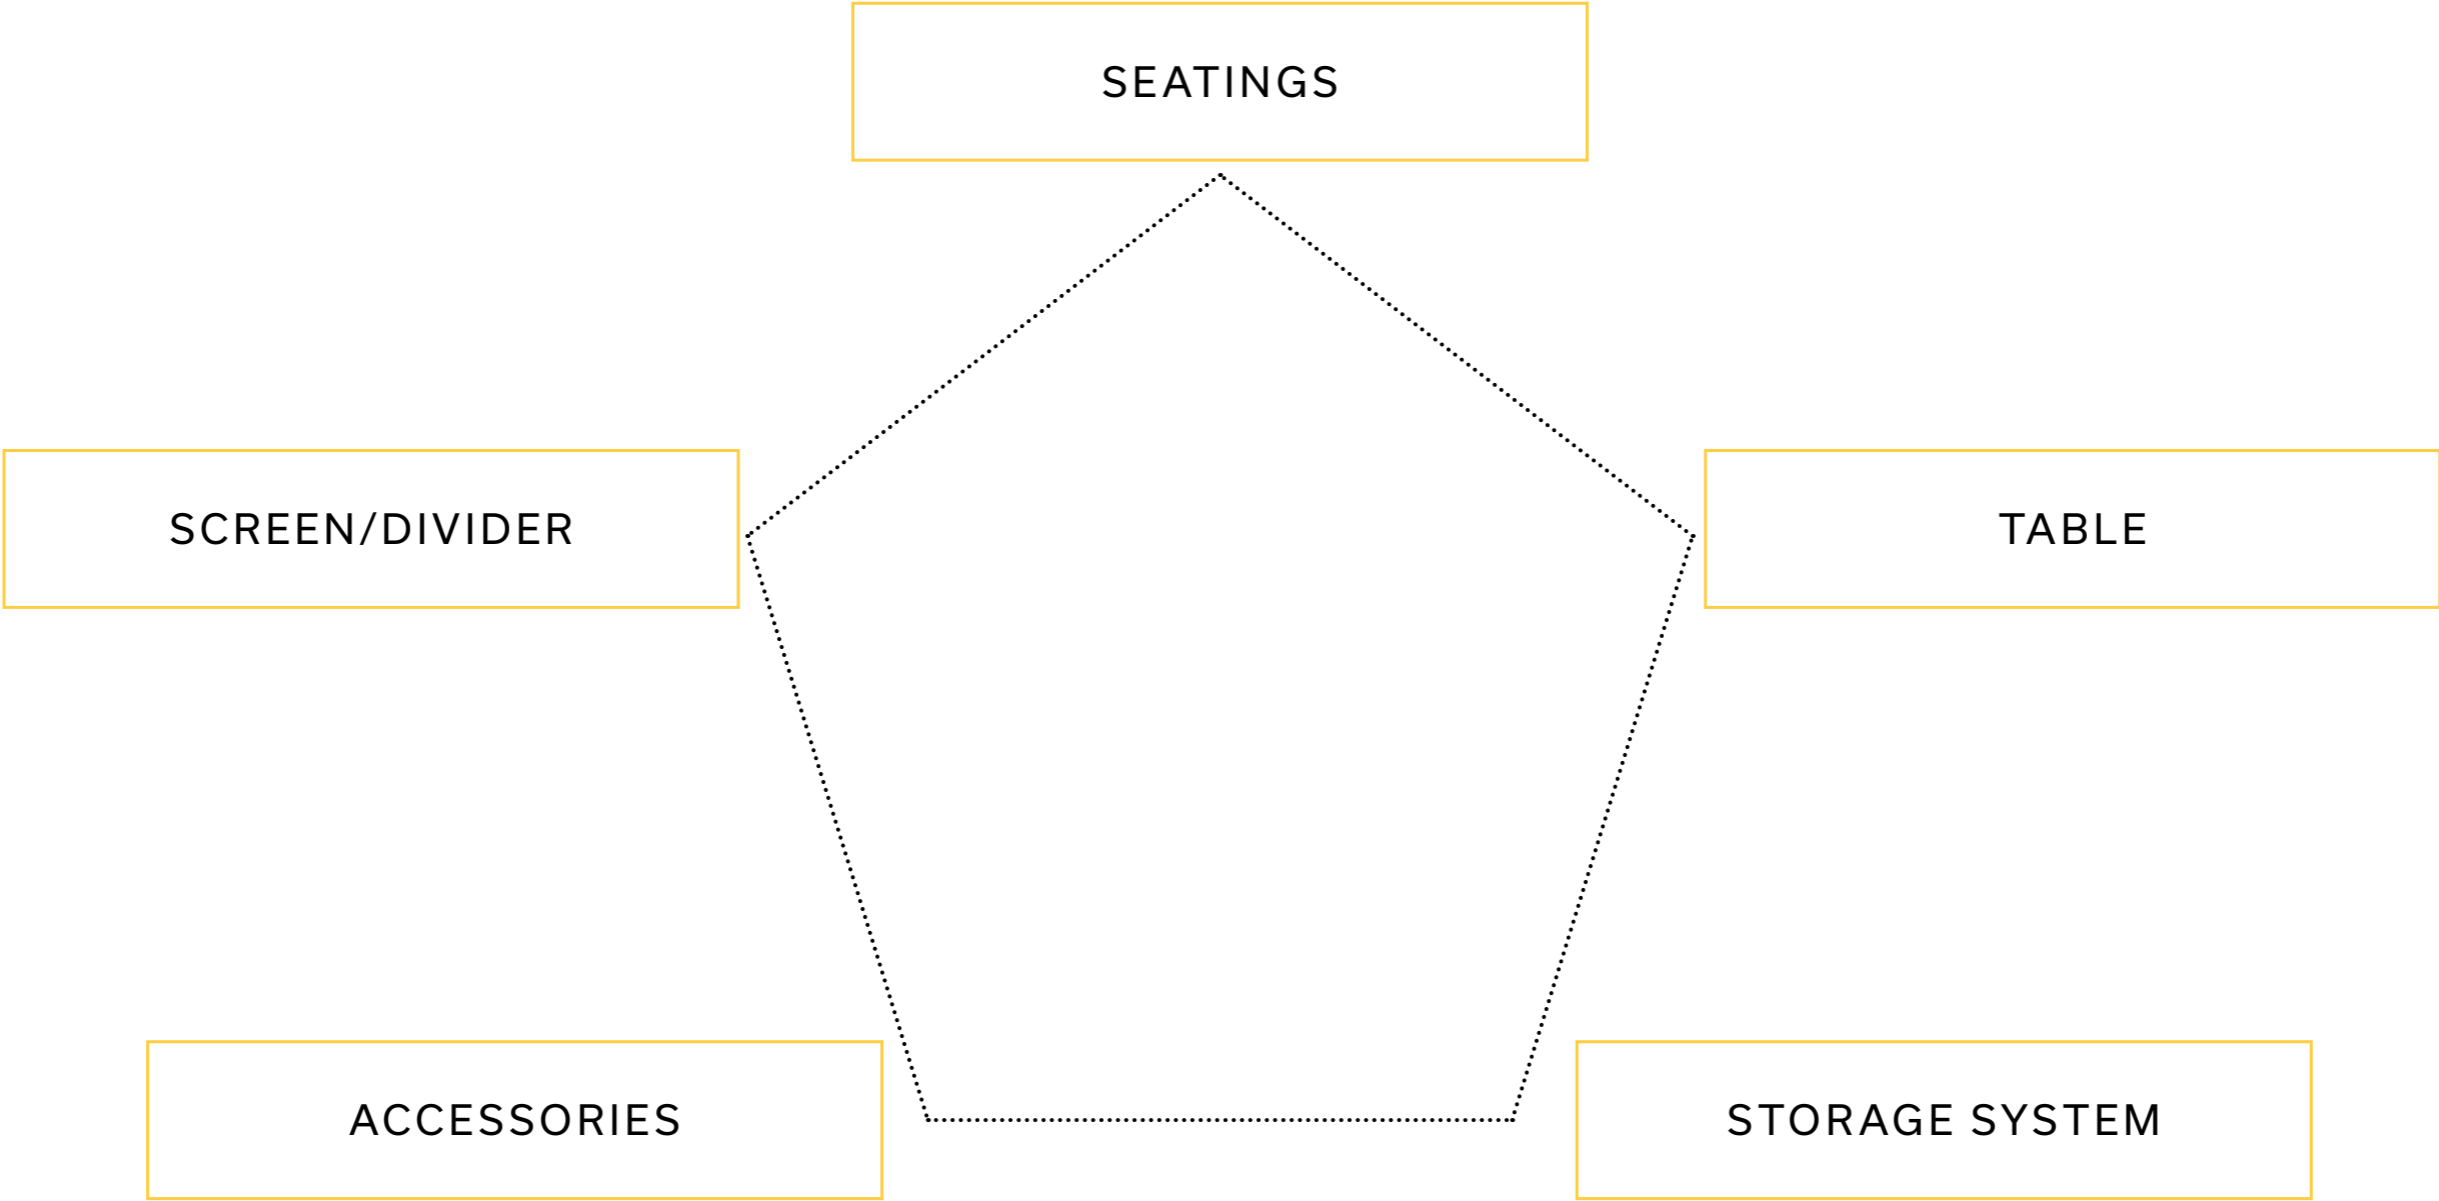 SEATINGS
SCREEN/DIVIDER
TABLE
ACCESSORIES
STORAGE SYSTEM